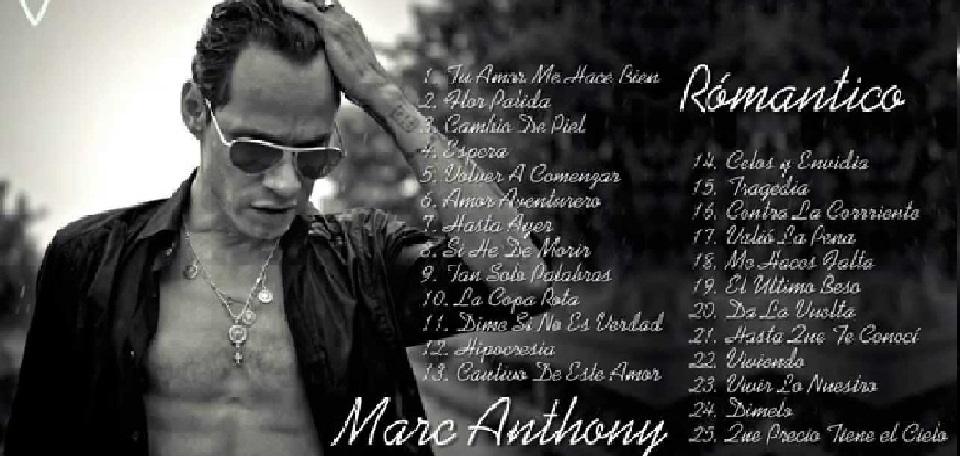 1. Tu Amor Me Hace Bien
2. Flor Palida
3. Cambio De Piel
4. Espera
5. Volver A Comenzar
6. Amor Aventurero
7. Hasta Ayer
8. Si He De Morir
9. Tan Solo Palabras
10. La Copa Rota
11. Dime Si No Es Verdad
12. Hipocresia
13. Cautivo De Este Amor
Marc Anthony
Rómantico
14. Celos y Envidia
15. Tragedia
16. Contra La Corrriente
17. Valió La Pena
18. Me Haces Falta
19. El Ultimo Beso
20. Da La Vuelta
21. Hasta Que Te Conocí
22. Viviendo
23. Vivir Lo Nuestro
24. Dimelo
25. Que Precio Tiene el Cielo